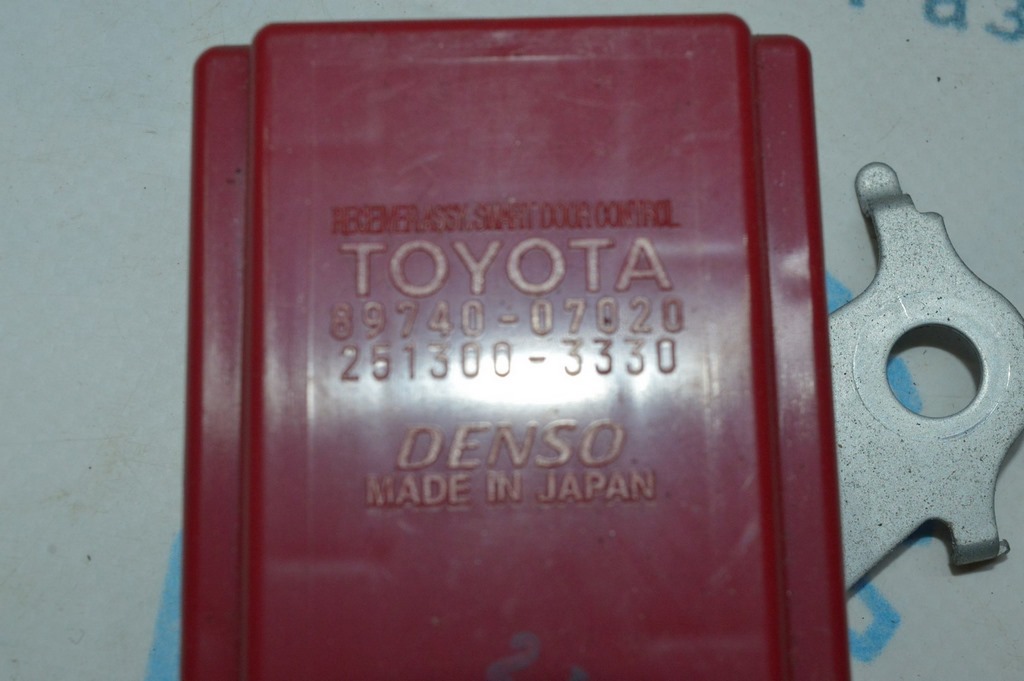 RECEIVER ASSY. SMART DOOR CONTROL
TOYOTA
89740-07020
251300-3330
DENSO
MADE IN JAPAN